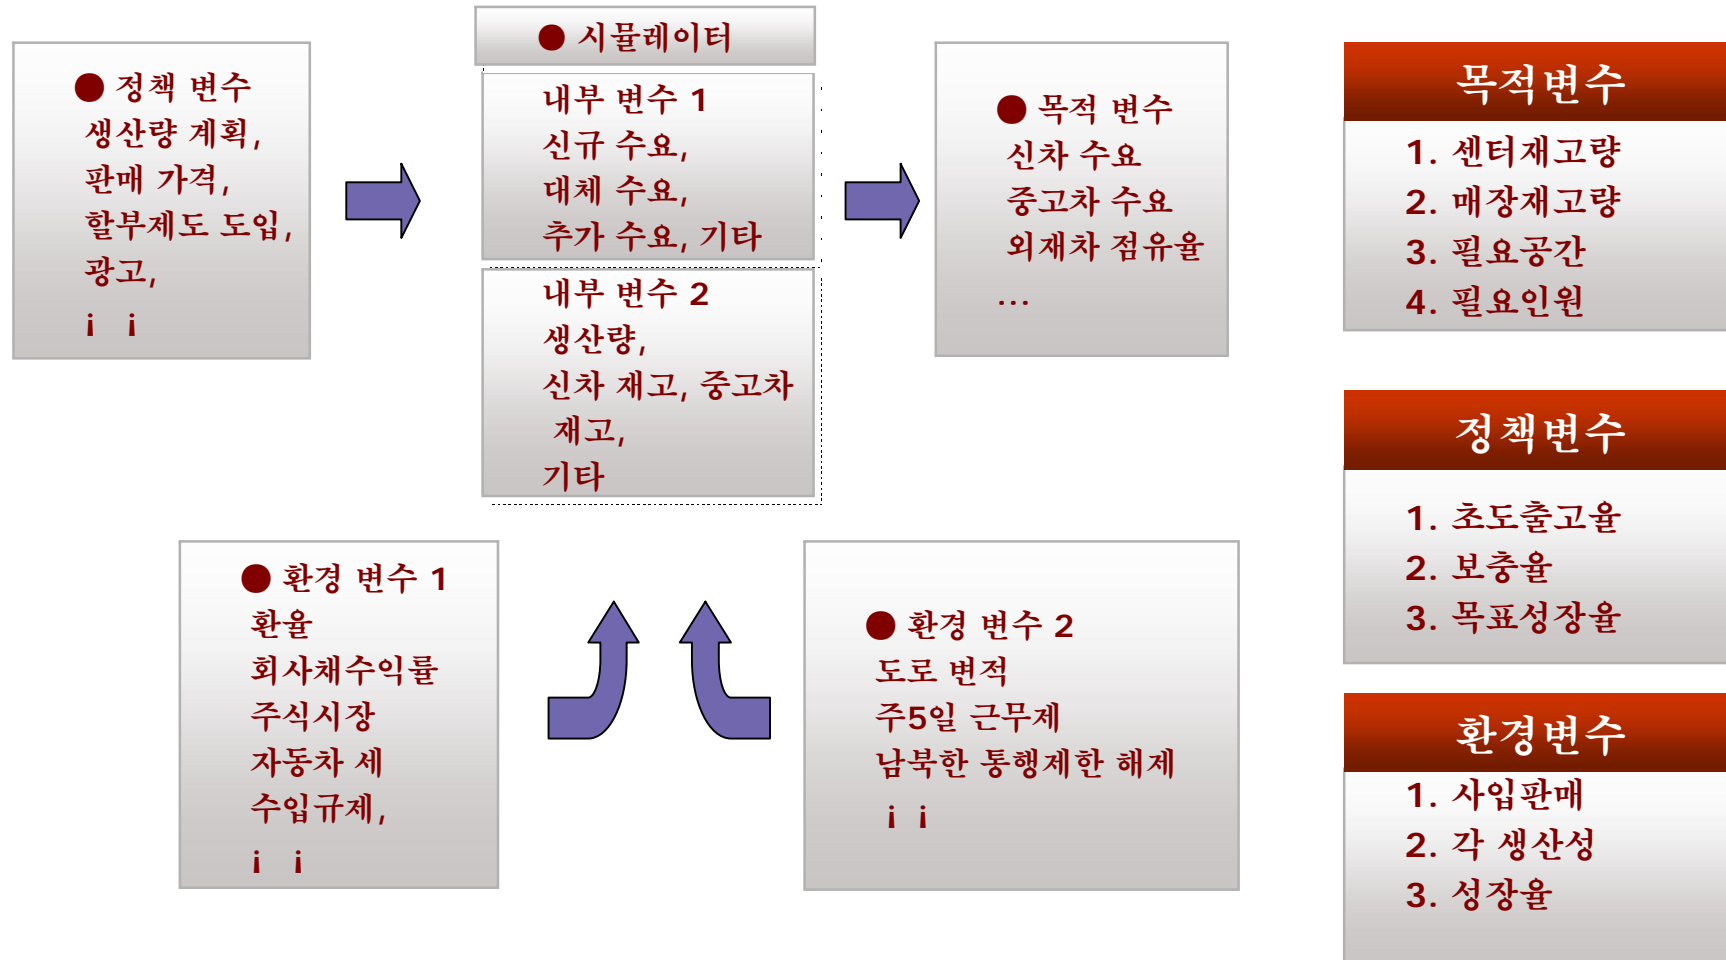 ● 정책 변수
생산량 계획,
판매 가격,
할부제도 도입,
광고,
¡ ¡
● 시뮬레이터
내부 변수 1
신규 수요,
대체 수요,
추가 수요, 기타
내부 변수 2
생산량,
신차 재고, 중고차
재고,
기타
● 목적 변수
신차 수요
중고차 수요
외재차 점유율
...
● 환경 변수 1
환율
회사채수익률
주식시장
자동차 세
수입규제,
¡ ¡
● 환경 변수 2
도로 변적
주5일 근무제
남북한 통행제한 해제
¡ ¡
목적변수
1. 센터재고량
2. 매장재고량
3. 필요공간
4. 필요인원
정책변수
1. 초도출고율
2. 보충율
3. 목표성장율
환경변수
1. 사입판매
2. 각 생산성
3. 성장율